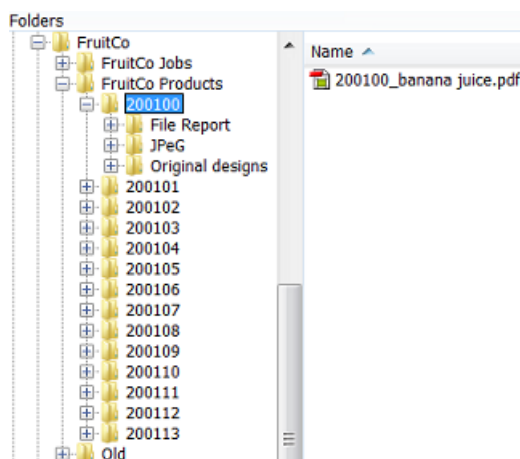 Folders
FruitCo
FruitCo Jobs
FruitCo Products
200100
File Report
JPeG
Original designs
200101
200102
200103
200104
200105
200106
200107
200108
200109
200110
200111
200112
200113
Old
Name
200100_banana juice.pdf